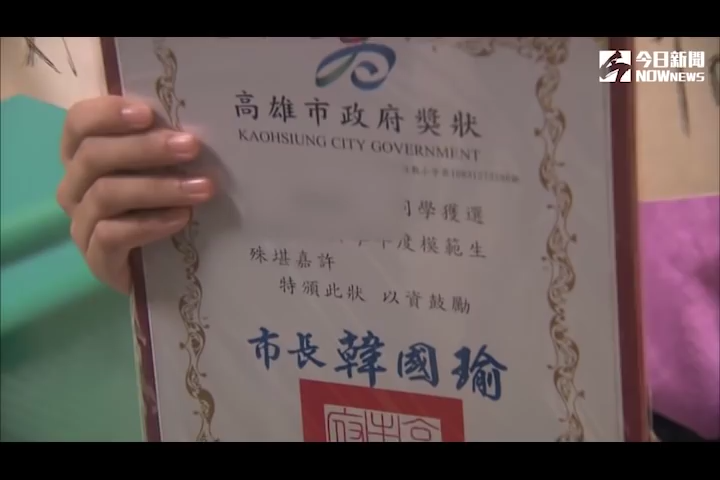 今日新聞
NOWnews
高雄市政府獎狀
KAOHSIUNG CITY GOVERNMENT
同學獲選
年度模範生
殊堪嘉許
特頒此狀 以資鼓勵
市長韓國瑜